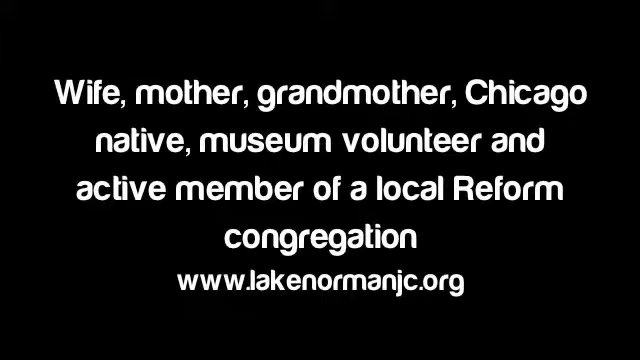 Wife, mother, grandmother, Chicago
native, museum volunteer and
active member of a local Reform
congregation
www.lakenormanjc.org